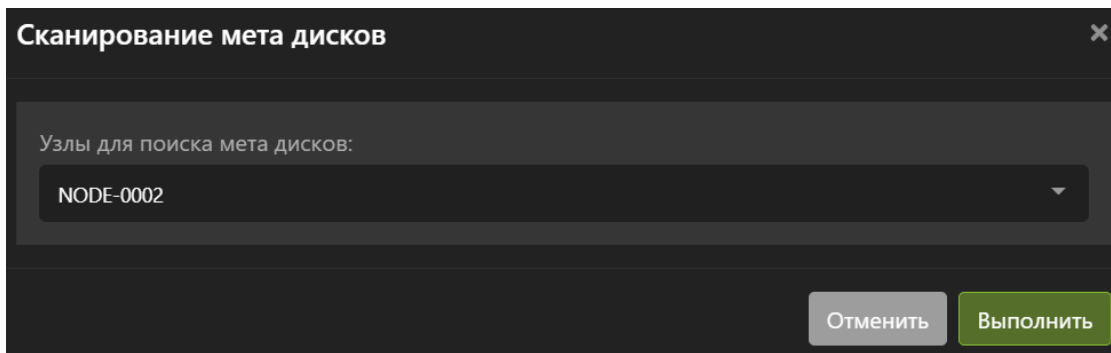 Сканирование мета дисков
Узлы для поиска мета дисков:
NODE-0002
Отменить Выполнить